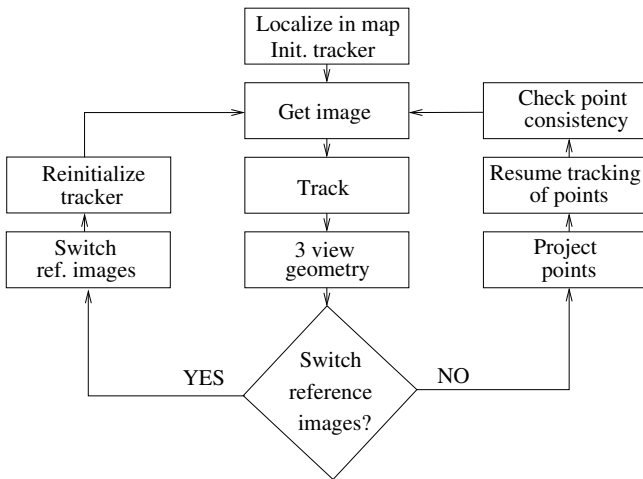 Localize in map
Init. tracker
Get image
Check point
consistency
Reinitialize
tracker
Track
Resume tracking
of points
Switch
ref. images
3 view
geometry
Project
points
YES
Switch
reference
images?
NO